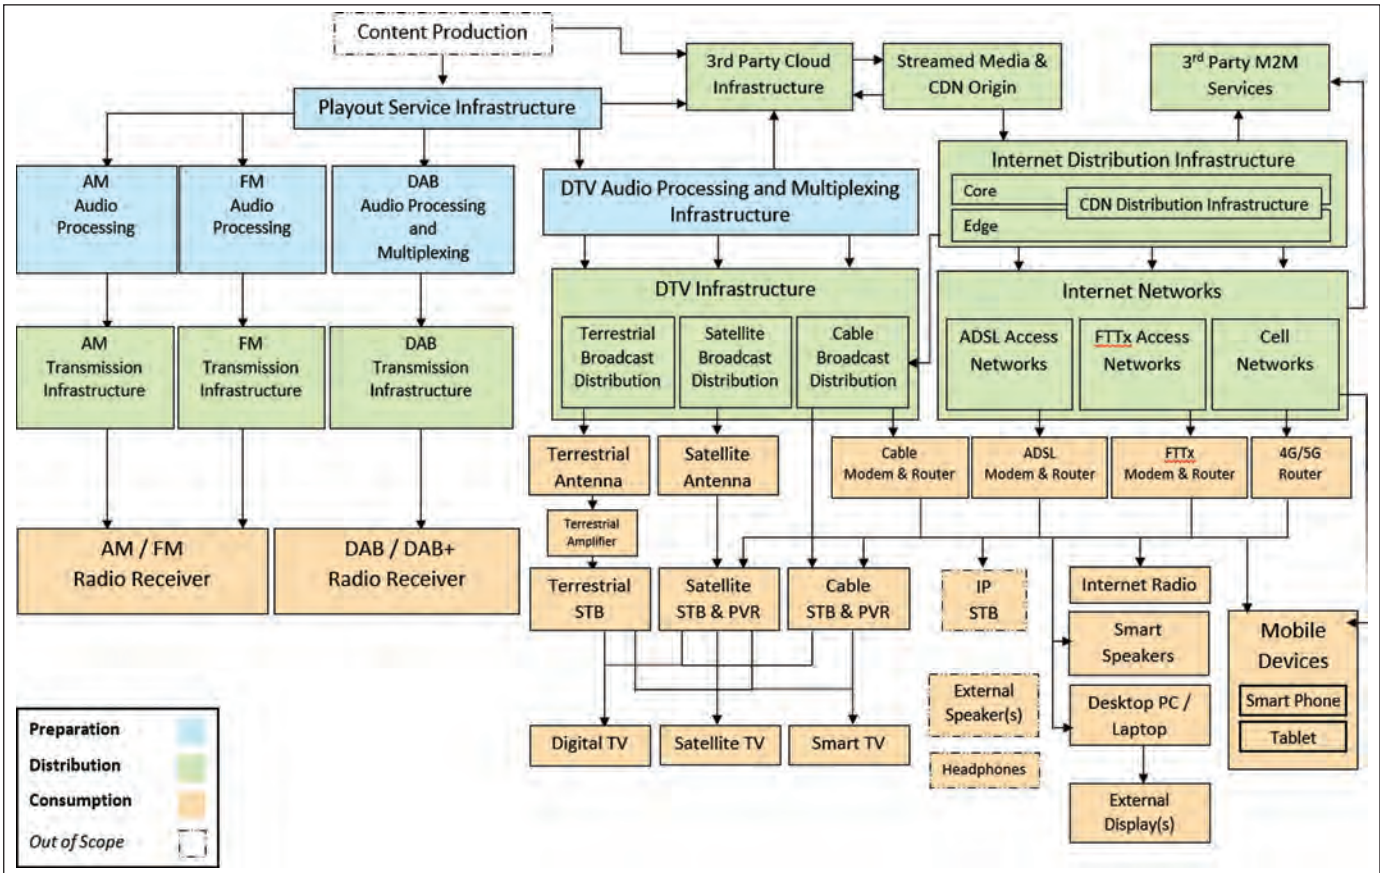 Content Production
3rd Party Cloud
Infrastructure
Streamed Media &
CDN Origin
3rd Party M2M
Services
Playout Service Infrastructure
AM
Audio
Processing
FM
Audio
Processing
DAB
Audio Processing
and
Multiplexing
DTV Audio Processing and Multiplexing
Infrastructure
Internet Distribution Infrastructure
Core
CDN Distribution Infrastructure
Edge
DTV Infrastructure
Terrestrial
Broadcast
Distribution
Satellite
Broadcast
Distribution
Cable
Broadcast
Distribution
Internet Networks
ADSL Access
Networks
FTTx Access
Networks
Cell
Networks
AM
Transmission
Infrastructure
FM
Transmission
Infrastructure
DAB
Transmission
Infrastructure
Terrestrial
Antenna
Satellite
Antenna
Cable
Modem & Router
ADSL
Modem & Router
FTTx
Modem & Router
4G/5G
Router
Terrestrial
Amplifier
AM / FM
Radio Receiver
DAB / DAB+
Radio Receiver
Terrestrial
STB
Satellite
STB & PVR
Cable
STB & PVR
IP
STB
Internet Radio
Smart
Speakers
Mobile
Devices
Smart Phone
Tablet
External
Speaker(s)
Desktop PC /
Laptop
Digital TV
Satellite TV
Smart TV
Headphones
External
Display(s)
Preparation
Distribution
Consumption
Out of Scope